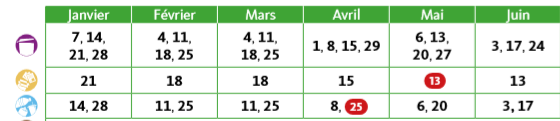 Janvier Février Mars Avril Mai Juin
7, 14, 4, 11, 4, 11, 1, 8, 15, 29 6, 13, 3, 17, 24
21, 28 18, 25 18, 25 20, 27
21 18 18 15 13 13
14, 28 11, 25 11, 25 8, 25 6, 20 3, 17